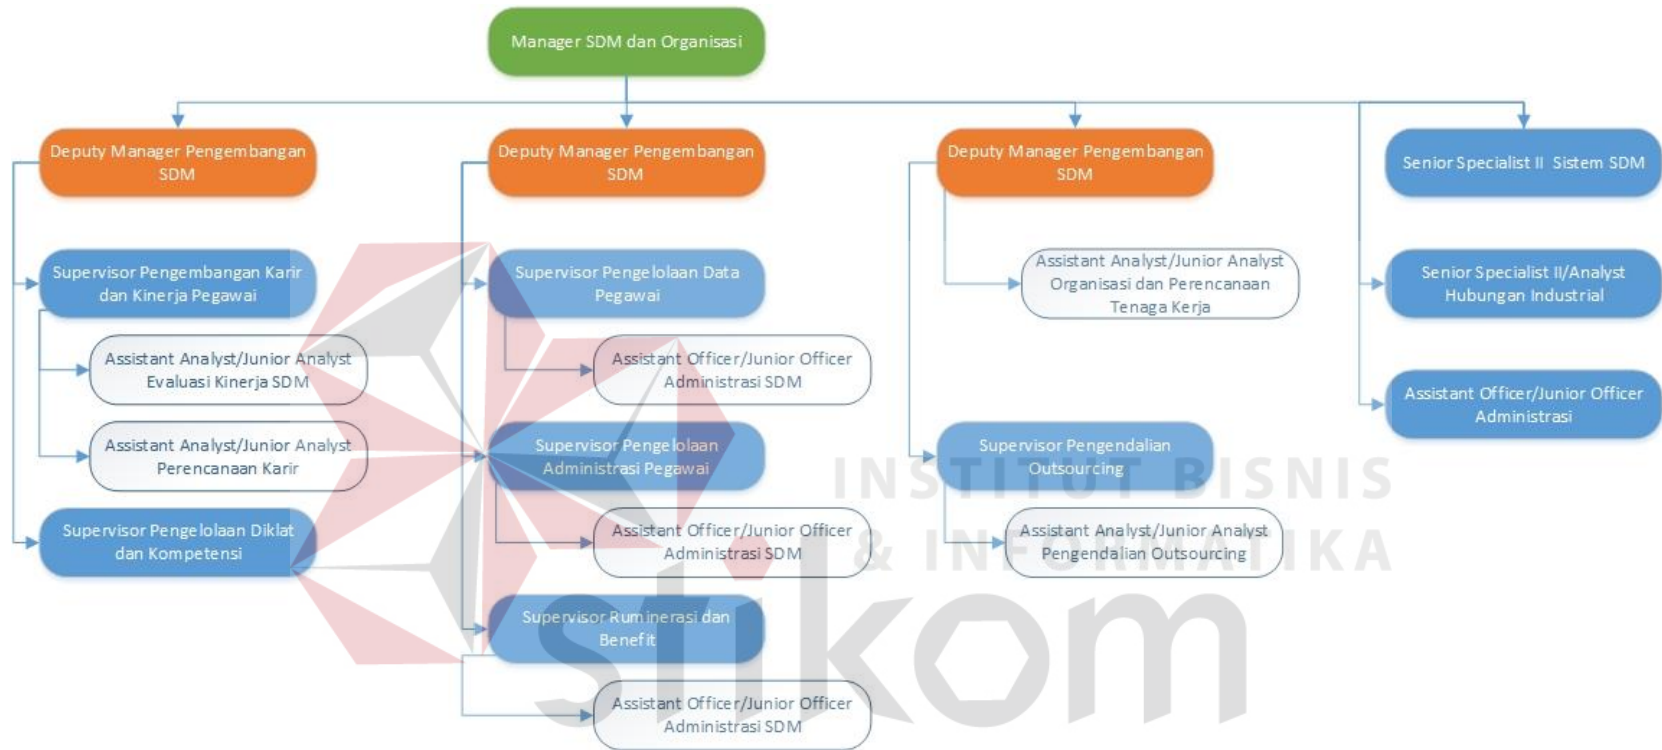 Manager SDM dan Organisasi
Deputy Manager Pengembangan
SDM
Supervisor Pengembangan Karir
dan Kinerja Pegawai
Assistant Analyst/Junior Analyst
Evaluasi Kinerja SDM
Assistant Analyst/Junior Analyst
Perencanaan Karir
Supervisor Pengelolaan Diklat
dan Kompetensi
Deputy Manager Pengembangan
SDM
Supervisor Pengelolaan Data
Pegawai
Assistant Officer/Junior Officer
Administrasi SDM
Supervisor Pengelolaan
Administrasi Pegawai
Assistant Officer/Junior Officer
Administrasi SDM
Supervisor Ruminerasi dan
Benefit
Assistant Officer/Junior Officer
Administrasi SDM
Deputy Manager Pengembangan
SDM
Assistant Analyst/Junior Analyst
Organisasi dan Perencanaan
Tenaga Kerja
Supervisor Pengendalian
Outsourcing
Assistant Analyst/Junior Analyst
Pengendalian Outsourcing
Senior Specialist II Sistem SDM
Senior Specialist II/Analyst
Hubungan Industrial
Assistant Officer/Junior Officer
Administrasi
INSTITUT BISNIS
& INFORMATIKA
stikom